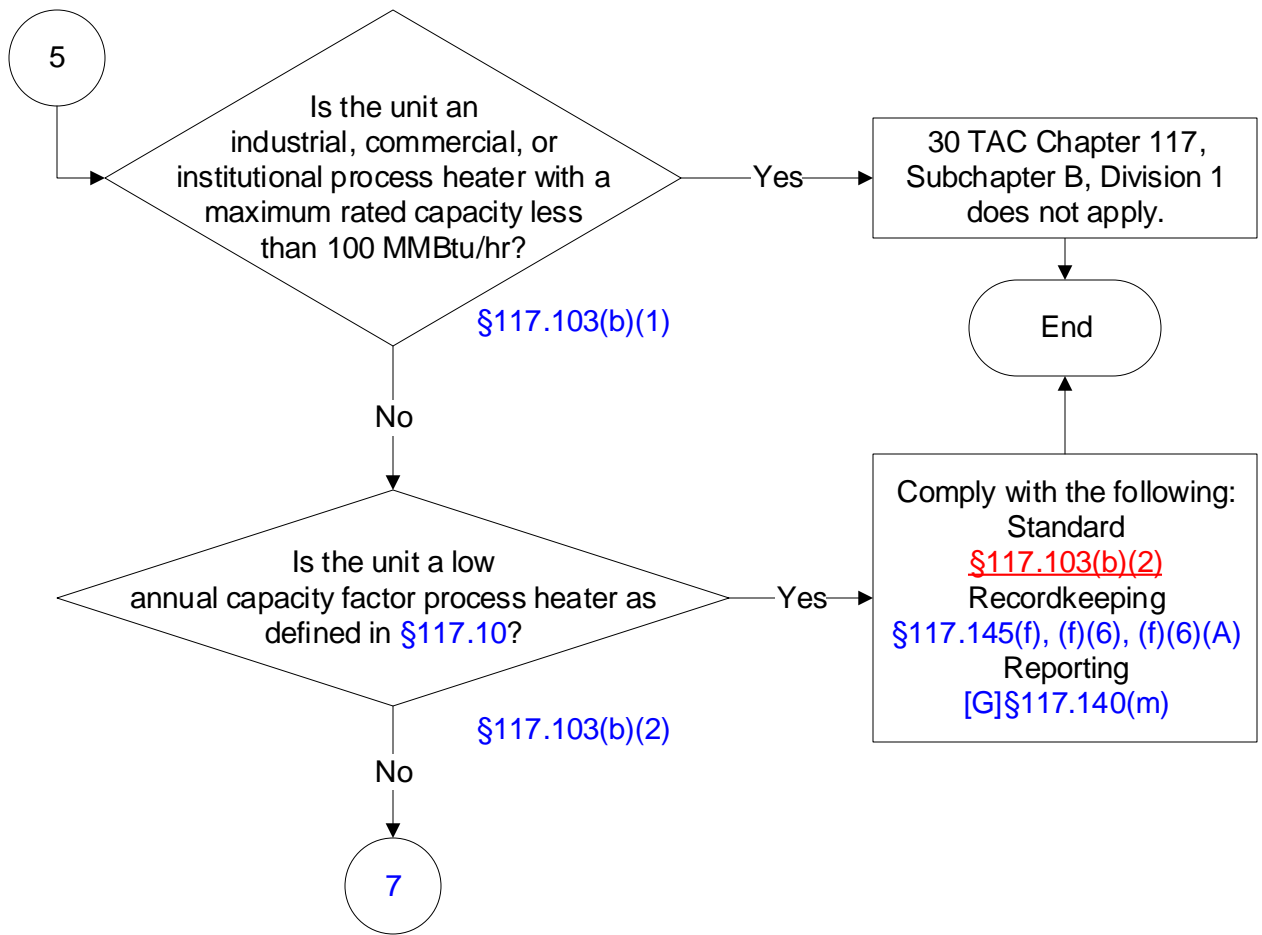 5
Is the unit an
industrial, commercial, or
institutional process heater with a
maximum rated capacity less
than 100 MMBtu/hr?
Yes
30 TAC Chapter 117,
Subchapter B, Division 1
does not apply.
§117.103(b)(1)
End
No
Is the unit a low
annual capacity factor process heater as
defined in §117.10?
Yes
Comply with the following:
Standard
§117.103(b)(2)
Recordkeeping
§117.145(f), (f)(6), (f)(6)(A)
Reporting
[G]§117.140(m)
§117.103(b)(2)
No
7